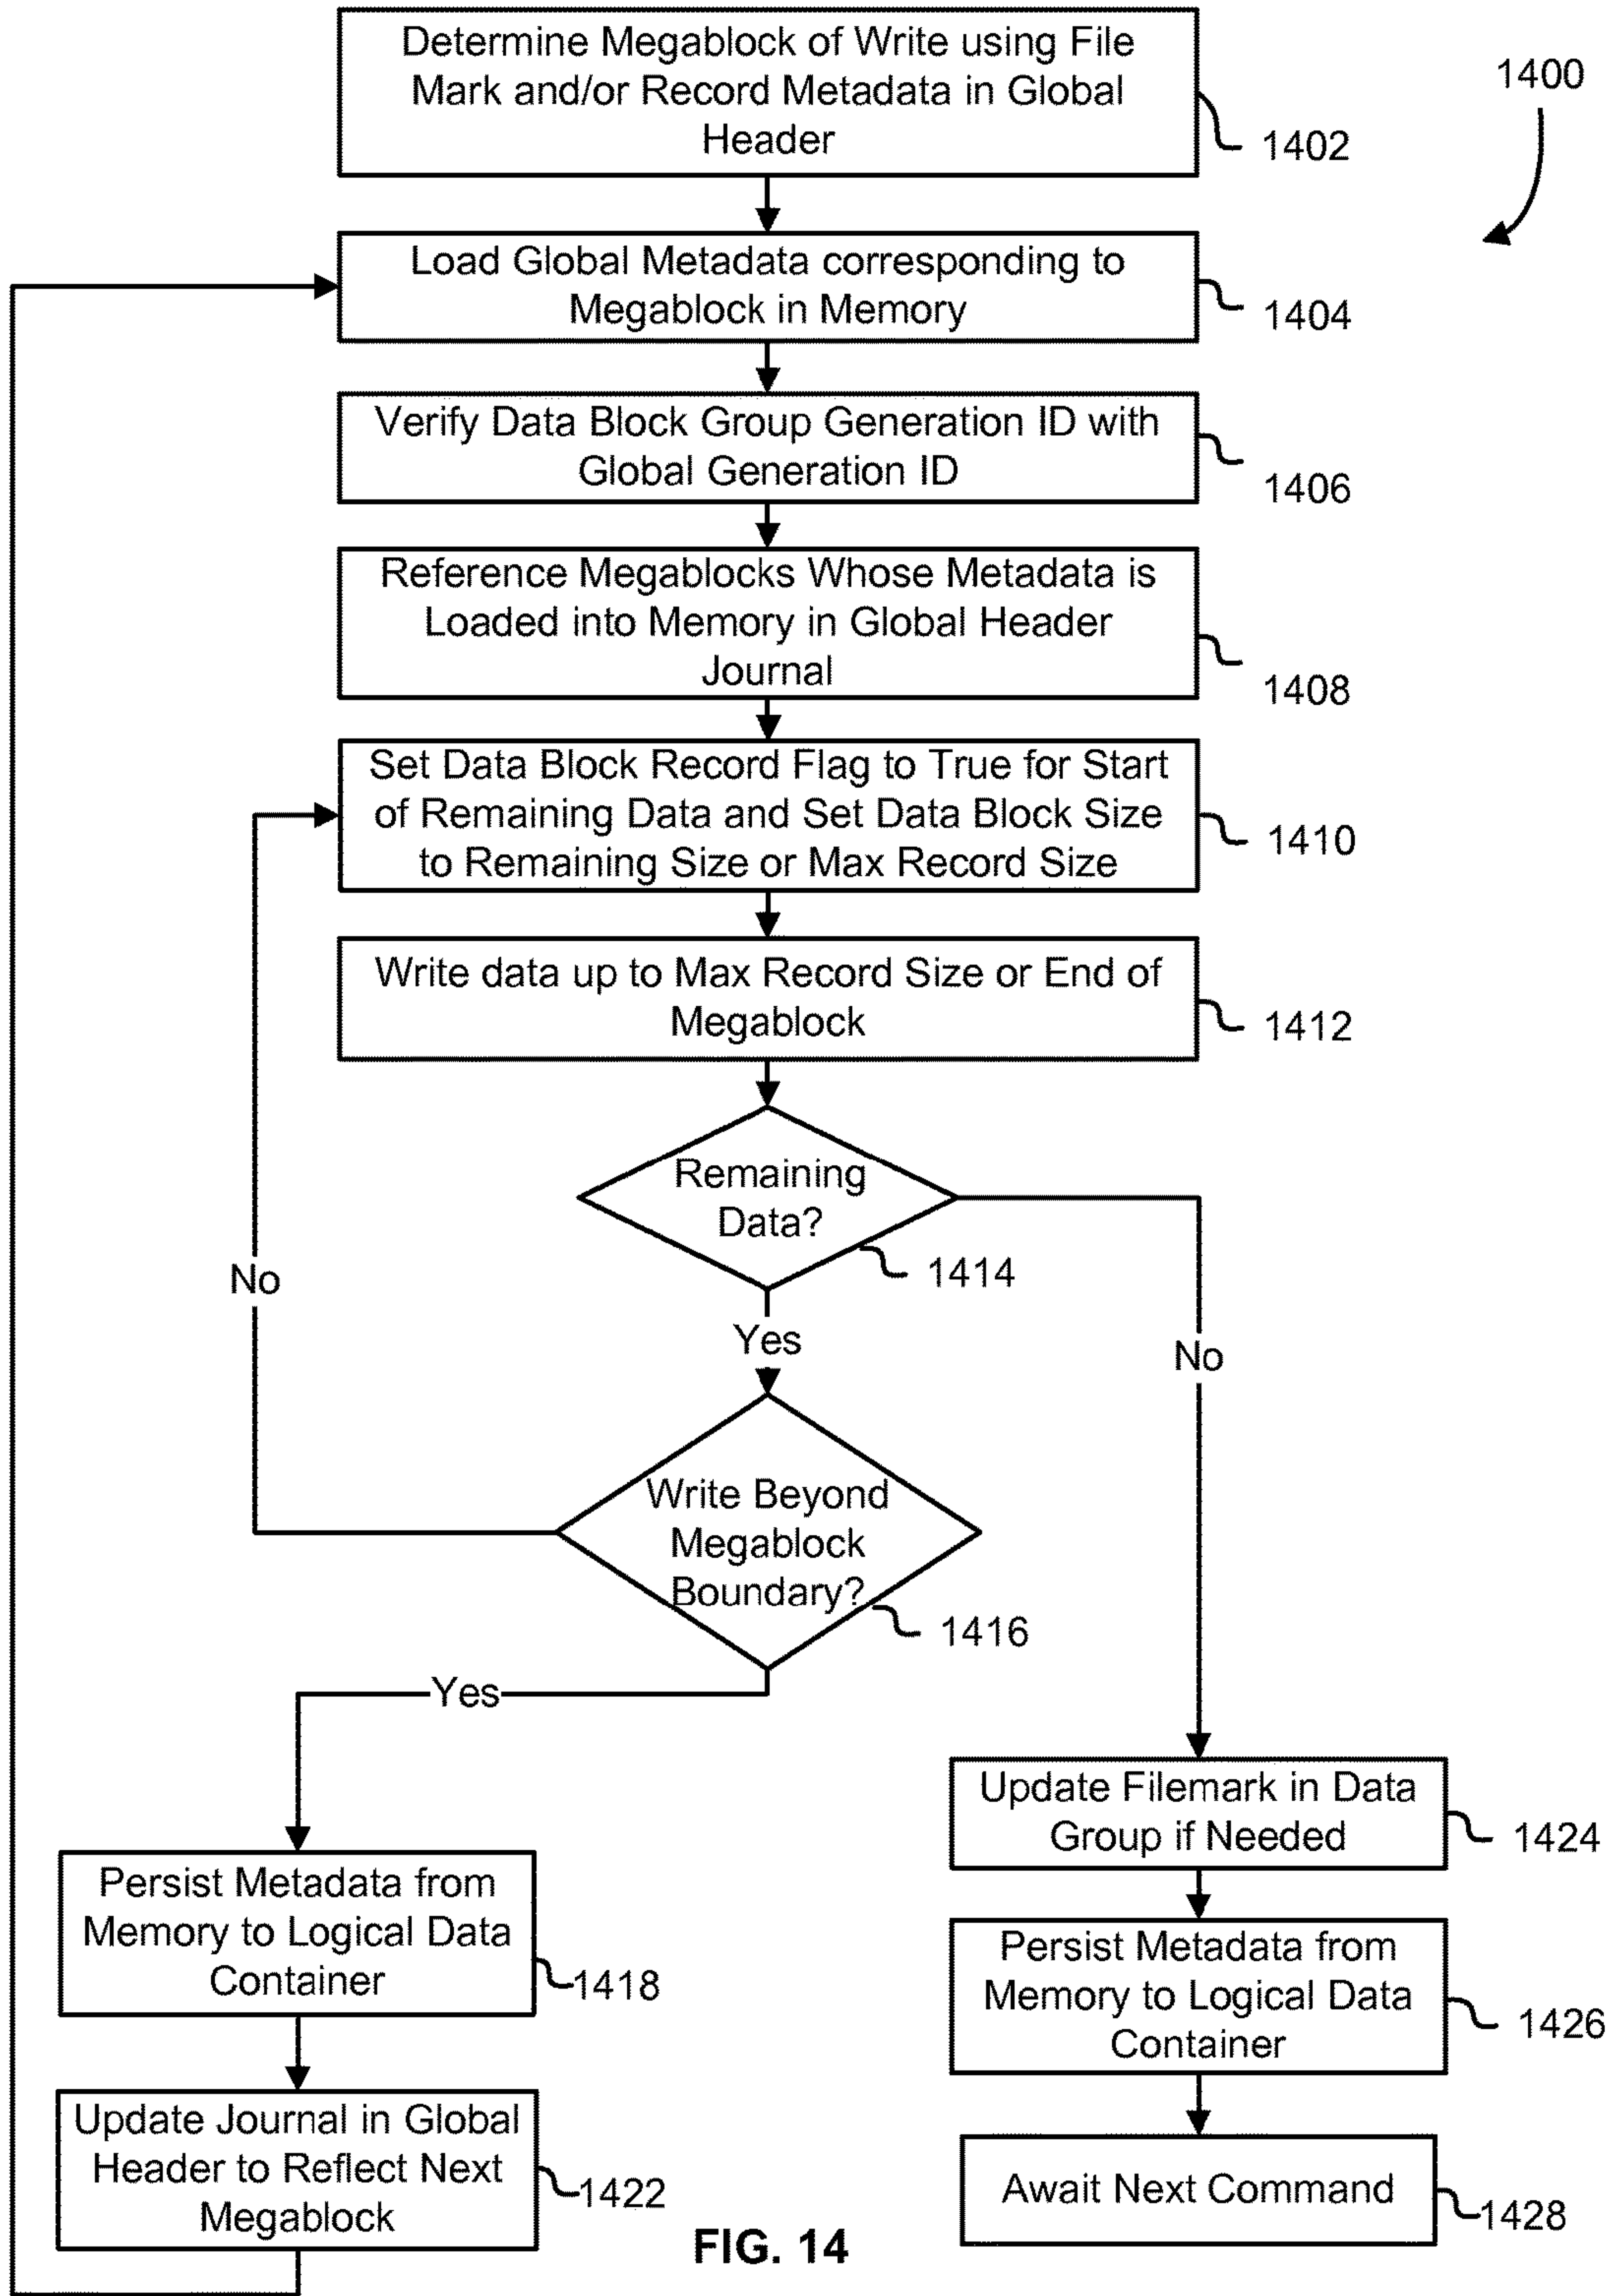 Determine Megablock of Write using File
Mark and/or Record Metadata in Global
Header
1402
1400
Load Global Metadata corresponding to
Megablock in Memory
1404
Verify Data Block Group Generation ID with
Global Generation ID
1406
Reference Megablocks Whose Metadata is
Loaded into Memory in Global Header
Journal
1408
Set Data Block Record Flag to True for Start
of Remaining Data and Set Data Block Size
to Remaining Size or Max Record Size
1410
Write data up to Max Record Size or End of
Megablock
1412
Remaining
Data?
1414
No
Yes
No
Write Beyond
Megablock
Boundary?
1416
Yes
Persist Metadata from
Memory to Logical Data
Container
1418
Update Journal in Global
Header to Reflect Next
Megablock
1422
Update Filemark in Data
Group if Needed
1424
Persist Metadata from
Memory to Logical Data
Container
1426
Await Next Command
1428
FIG. 14